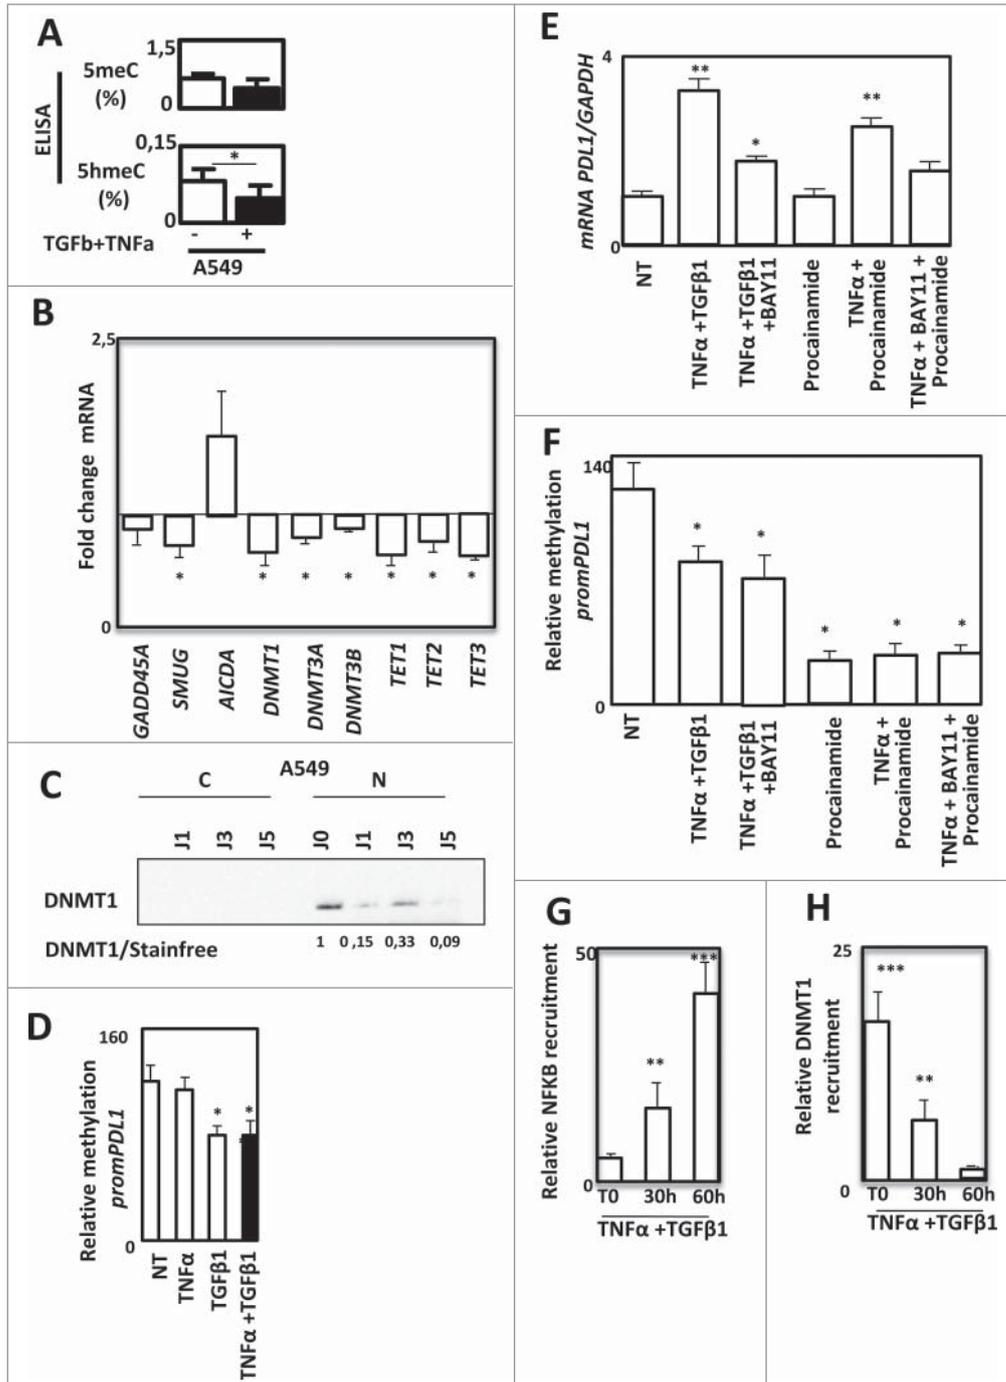 A
ELISA
5meC
(%)
1,5
0
5hmeC
(%)
0,15
0
*
TGFb+TNFa
- +
A549
B
Fold change mRNA
2,5
0
* * * * * * *
GADD45A
SMUG
AICDA
DNMT1
DNMT3A
DNMT3B
TET1
TET2
TET3
C
A549
C N
J1 J3 J5 J0 J1 J3 J5
DNMT1
DNMT1/Stainfree 1 0,15 0,33 0,09
D
Relative methylation
promPDL1
160
0
* *
*
NT
TNFα
TGFβ1
TNFα +TGFβ1
E
mRNA PDL1/GAPDH
4
0
** * **
NT
TNFα +TGFβ1
TNFα +TGFβ1
+BAY11
Procainamide
TNFα +
Procainamide
TNFα + BAY11 +
Procainamide
F
Relative methylation
promPDL1
140
0
* * * * *
NT
TNFα +TGFβ1
TNFα +TGFβ1
+BAY11
Procainamide
TNFα +
Procainamide
TNFα + BAY11 +
Procainamide
G
Relative NFKB recruitment
50
0
** ***
T0 30h 60h
TNFα +TGFβ1
H
Relative DNMT1
recruitment
25
0
*** **
T0 30h 60h
TNFα +TGFβ1